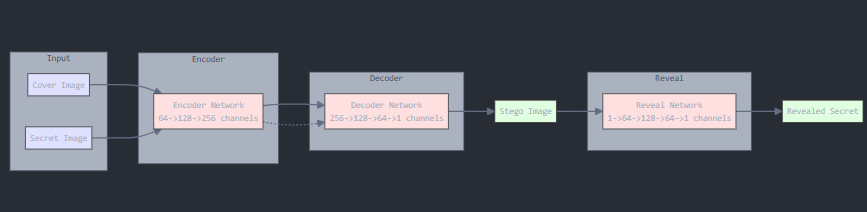 Input
Cover Image
Secret Image
Encoder
Encoder Network
64->128->256 channels
Decoder
Decoder Network
256->128->64->1 channels
Stego Image
Reveal
Reveal Network
1->64->128->64->1 channels
Revealed Secret